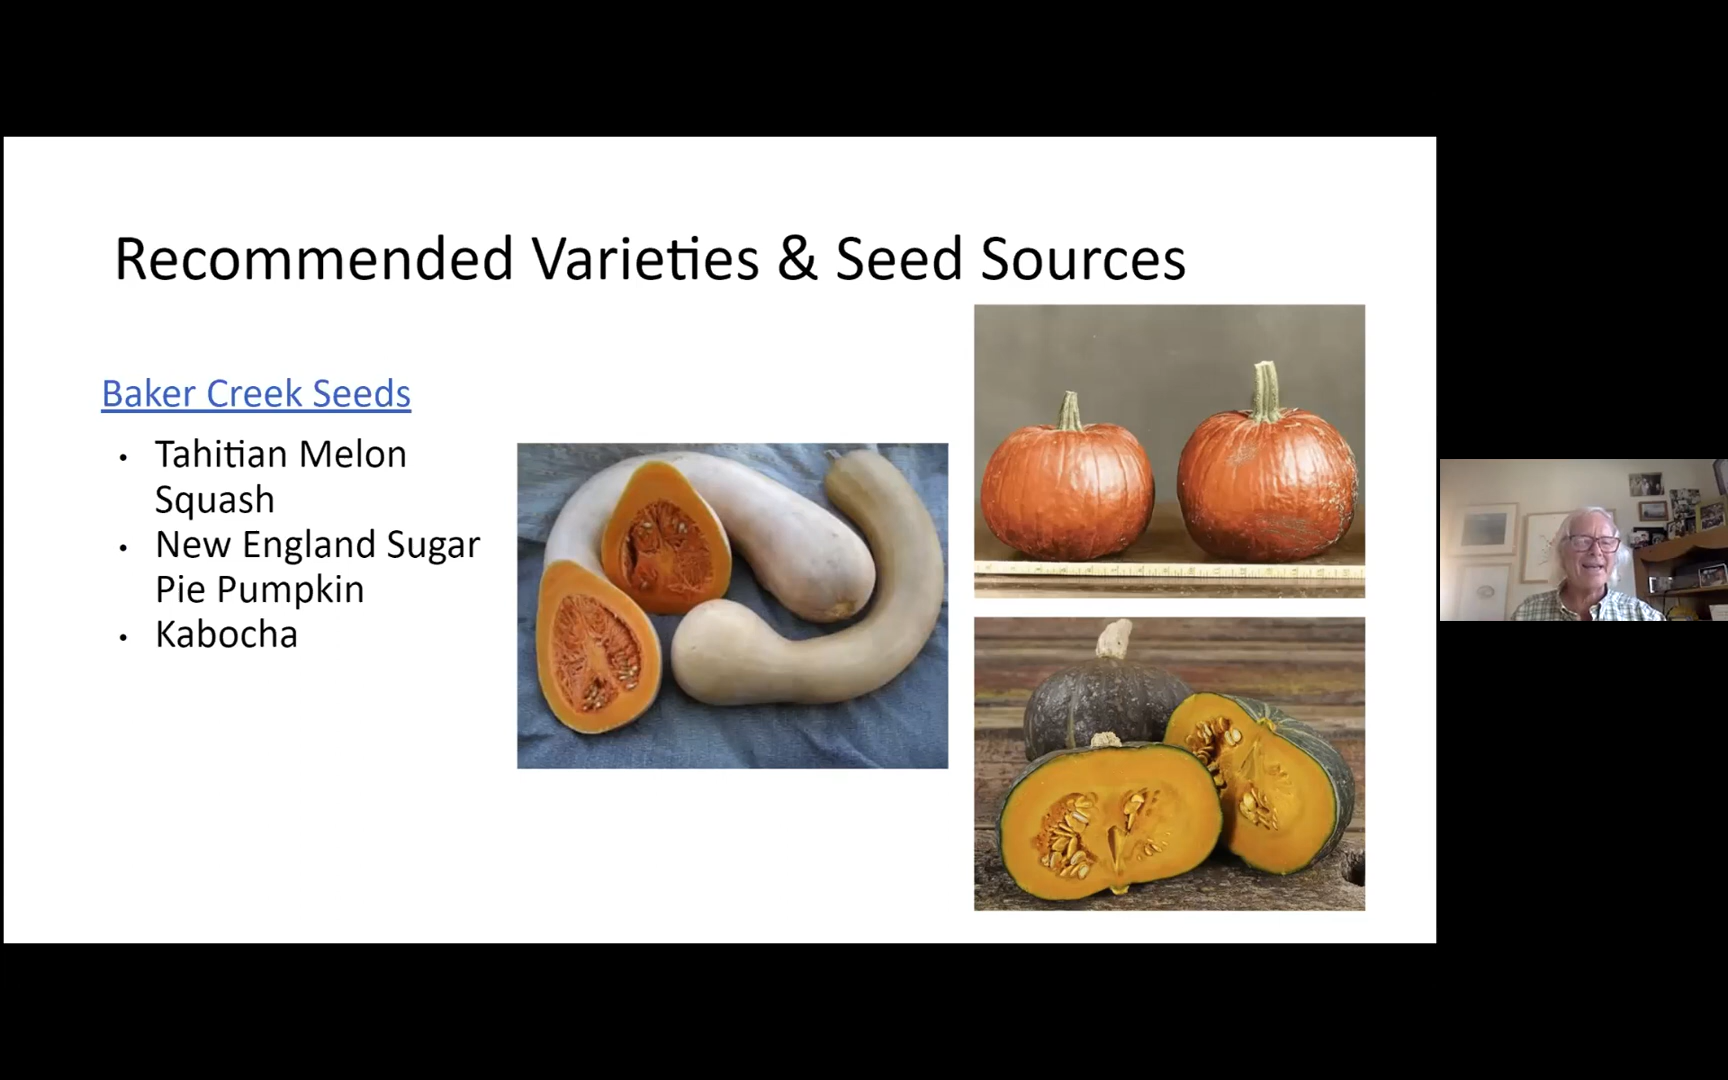 Recommended Varieties & Seed Sources
Baker Creek Seeds
• Tahitian Melon
Squash
• New England Sugar
Pie Pumpkin
• Kabocha